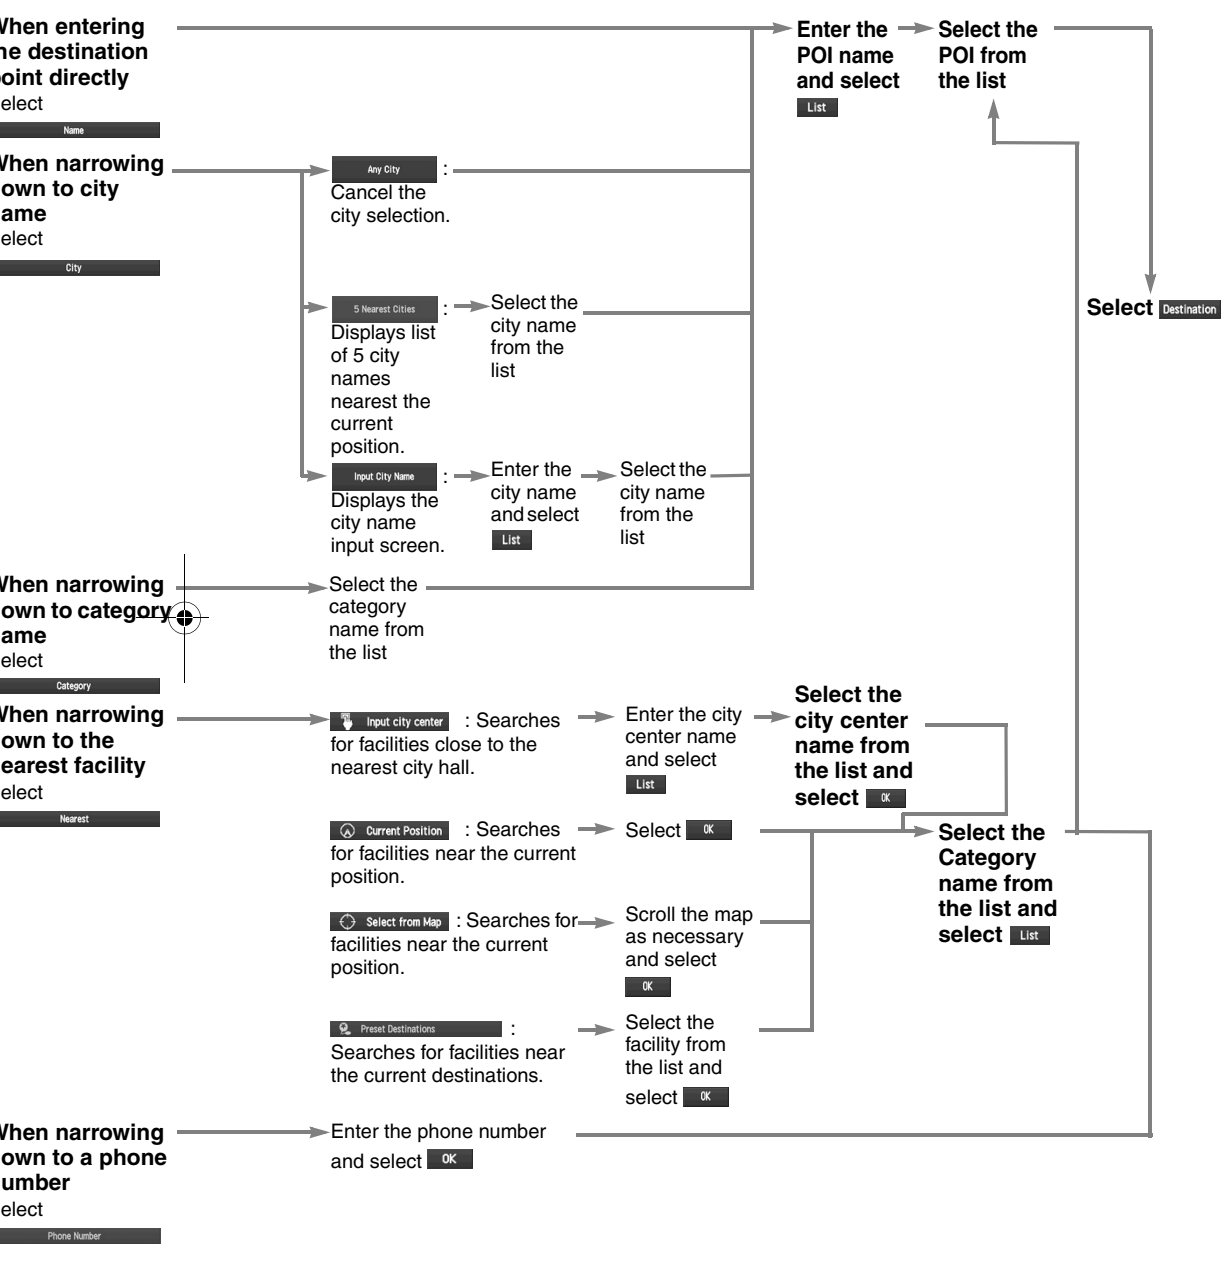 When entering
he destination
point directly
elect
Name
Enter the
POI name
and select
List
Select the
POI from
the list
When narrowing
own to city
ame
elect
City
Any City :
Cancel the
city selection.
5 Nearest Cities :
Displays list
of 5 city
names
nearest the
current
position.
Select the
city name
from the
list
Select Destination
Input City Name :
Displays the
city name
input screen.
Enter the
city name
and select
List
Select the
city name
from the
list
When narrowing
own to category
ame
elect
Category
Select the
category
name from
the list
When narrowing
own to the
earest facility
elect
Nearest
Input city center : Searches
for facilities close to the
nearest city hall.
Enter the city
center name
and select
List
Select the
city center
name from
the list and
select OK
Current Position : Searches
for facilities near the current
position.
Select OK
Select the
Category
name from
the list and
select List
Select from Map : Searches for
facilities near the current
position.
Scroll the map
as necessary
and select
OK
Preset Destinations :
Searches for facilities near
the current destinations.
Select the
facility from
the list and
select OK
When narrowing
own to a phone
umber
elect
Phone Number
Enter the phone number
and select OK